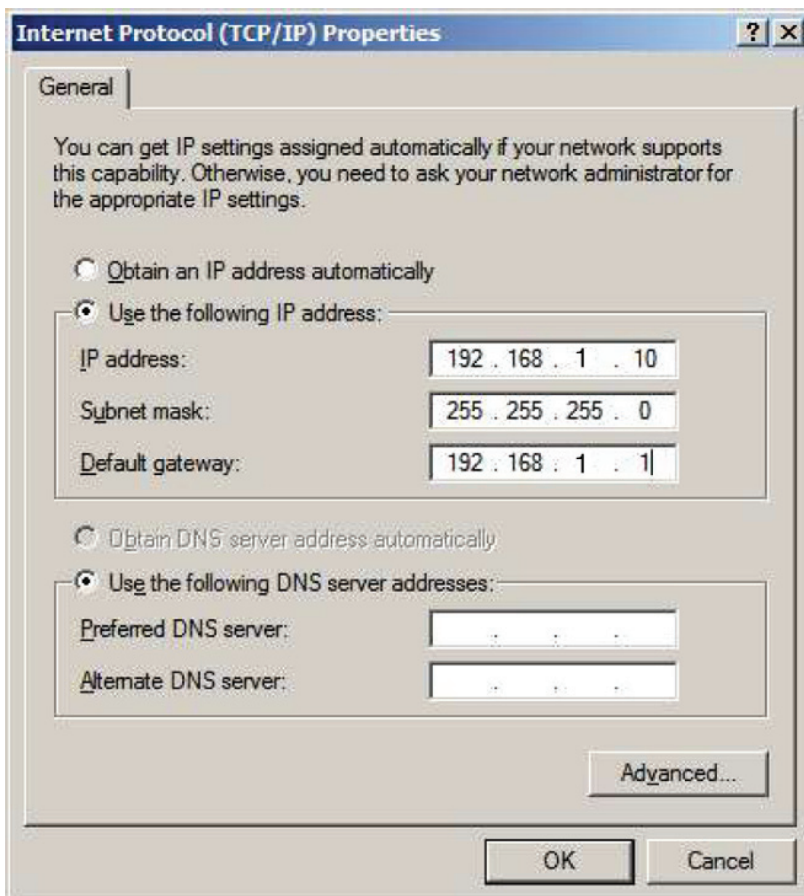 Internet Protocol (TCP/IP) Properties
General
You can get IP settings assigned automatically if your network supports
this capability. Otherwise, you need to ask your network administrator for
the appropriate IP settings.
Obtain an IP address automatically
Use the following IP address:
IP address: 192 . 168 . 1 . 10
Subnet mask: 255 . 255 . 255 . 0
Default gateway: 192 . 168 . 1 . 1
Obtain DNS server address automatically
Use the following DNS server addresses:
Preferred DNS server: . . .
Alternate DNS server: . . .
Advanced...
OK Cancel